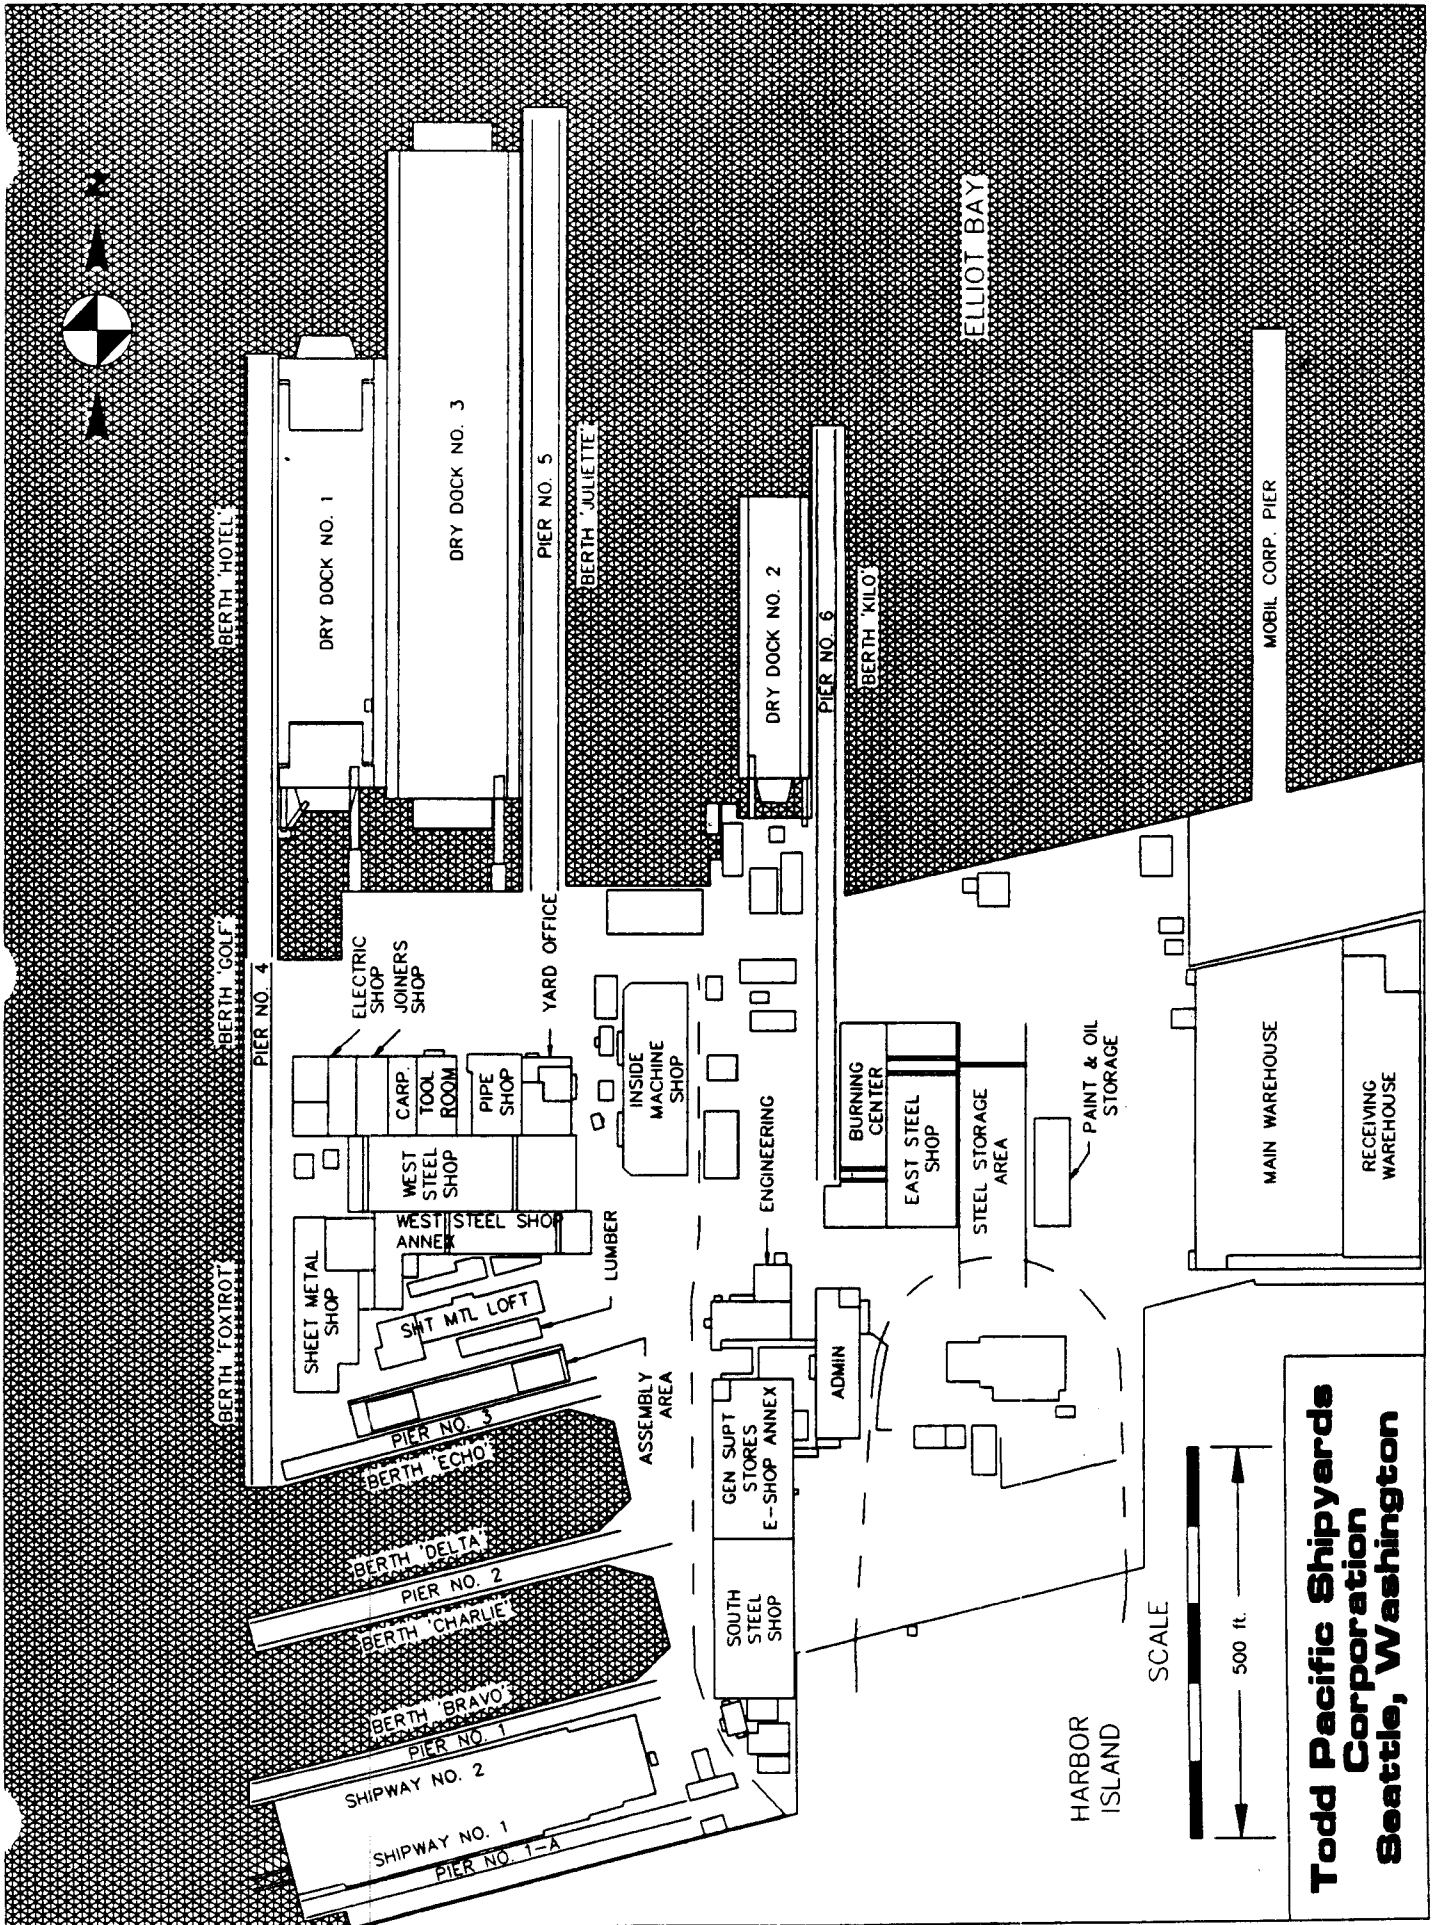 N
BERTH 'HOTEL'
DRY DOCK NO. 1
DRY DOCK NO. 3
PIER NO. 5
BERTH 'JULIETTE'
DRY DOCK NO. 2
PIER NO. 6
BERTH 'KILO'
ELLIOT BAY
MOBIL CORP. PIER
BERTH 'GOLF'
PIER NO. 4
ELECTRIC
SHOP
JOINERS
SHOP
YARD OFFICE
CARP.
TOOL
ROOM
PIPE
SHOP
INSIDE
MACHINE
SHOP
WEST
STEEL
SHOP
WEST STEEL SHOP
ANNEX
BERTH 'FOXTROT'
SHEET METAL
SHOP
SHT MTL LOFT
LUMBER
ASSEMBLY
AREA
PIER NO. 3
BERTH 'ECHO'
BERTH 'DELTA'
PIER NO. 2
BERTH 'CHARLIE'
BERTH 'BRAVO'
PIER NO. 1
SHIPWAY NO. 2
SHIPWAY NO. 1
PIER NO. 1-A
ENGINEERING
BURNING
CENTER
EAST STEEL
SHOP
STEEL STORAGE
AREA
PAINT & OIL
STORAGE
MAIN WAREHOUSE
RECEIVING
WAREHOUSE
ADMIN
GEN SUPT
STORES
E-SHOP ANNEX
SOUTH
STEEL
SHOP
HARBOR
ISLAND
SCALE
500 ft.
Todd Pacific Shipyards
Corporation
Seattle, Washington